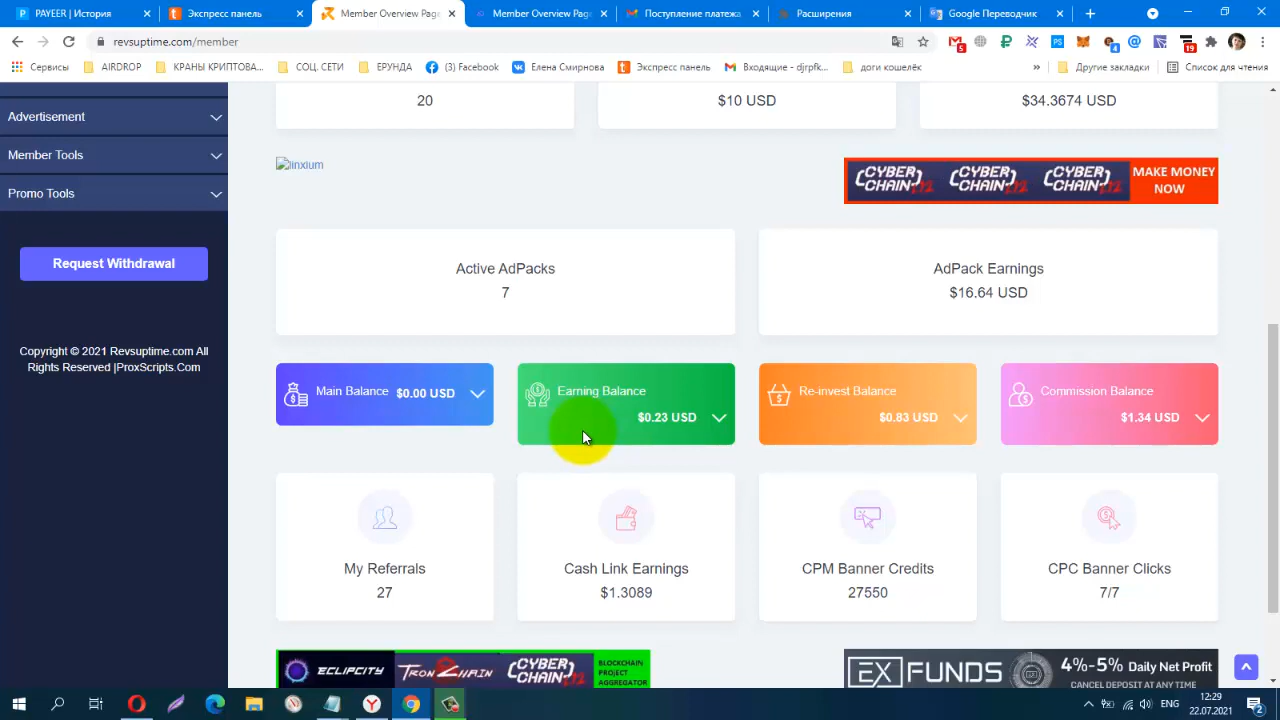 PAYEER | История
Экспресс панель
Member Overview Page
Member Overview Page
Поступление платежа
Расширения
Google Переводчик
revsuptime.com/member
5
4
19
Сервисы
AIRDROP
КРАНЫ КРИПТОВА...
СОЦ. СЕТИ
ЕРУНДА
(3) Facebook
Елена Смирнова
Экспресс панель
Входящие - djrpfk...
доги кошелёк
»
Другие закладки
Список для чтения
Advertisement
Member Tools
Promo Tools
Request Withdrawal
Copyright © 2021 Revsuptime.com All
Rights Reserved |ProxScripts.Com
20
$10 USD
$34.3674 USD
linxium
CYBER CHAIN
CYBER CHAIN
CYBER CHAIN
MAKE MONEY
NOW
Active AdPacks
7
AdPack Earnings
$16.64 USD
Main Balance $0.00 USD
Earning Balance
$0.23 USD
Re-invest Balance
$0.83 USD
Commission Balance
$1.34 USD
My Referrals
27
Cash Link Earnings
$1.3089
CPM Banner Credits
27550
CPC Banner Clicks
7/7
ECLIPCITY
TRON2CHAIN
CYBER CHAIN
BLOCKCHAIN
PROJECT
AGGREGATOR
EX FUNDS
4%-5% Daily Net Profit
CANCEL DEPOSIT AT ANY TIME
ENG
12:29
22.07.2021
2